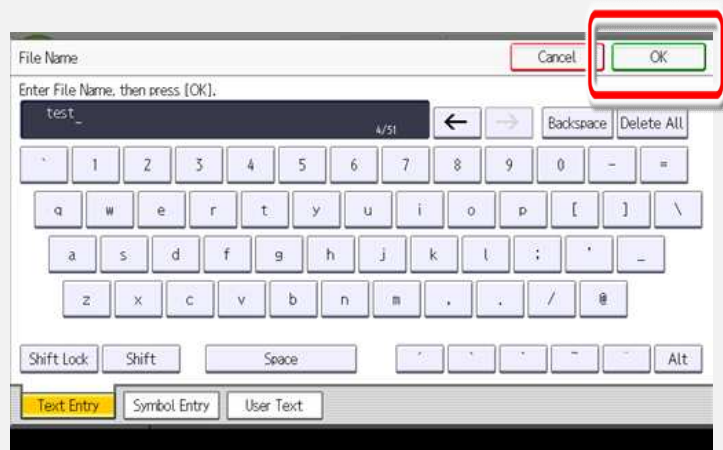 File Name Cancel OK
Enter File Name, then press [OK].
test_
4/51 ← → Backspace Delete All
` 1 2 3 4 5 6 7 8 9 0 - =
q w e r t y u i o p [ ] \
a s d f g h j k l ; ' _
z x c v b n m , . / @
Shift Lock Shift Space ´ ` ^ ~ ¨ Alt
Text Entry Symbol Entry User Text